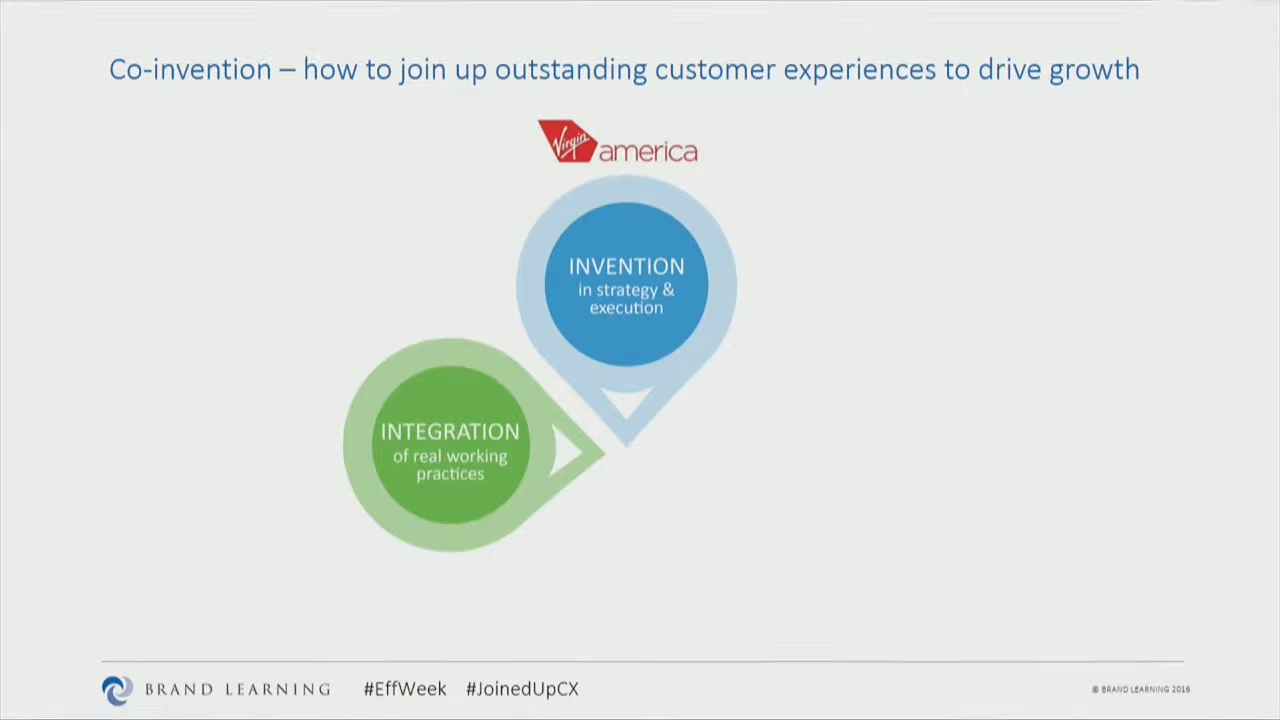 Co-invention – how to join up outstanding customer experiences to drive growth
Virgin america
INVENTION
in strategy &
execution
INTEGRATION
of real working
practices
BRAND LEARNING #EffWeek #JoinedUpCX
© BRAND LEARNING 2016